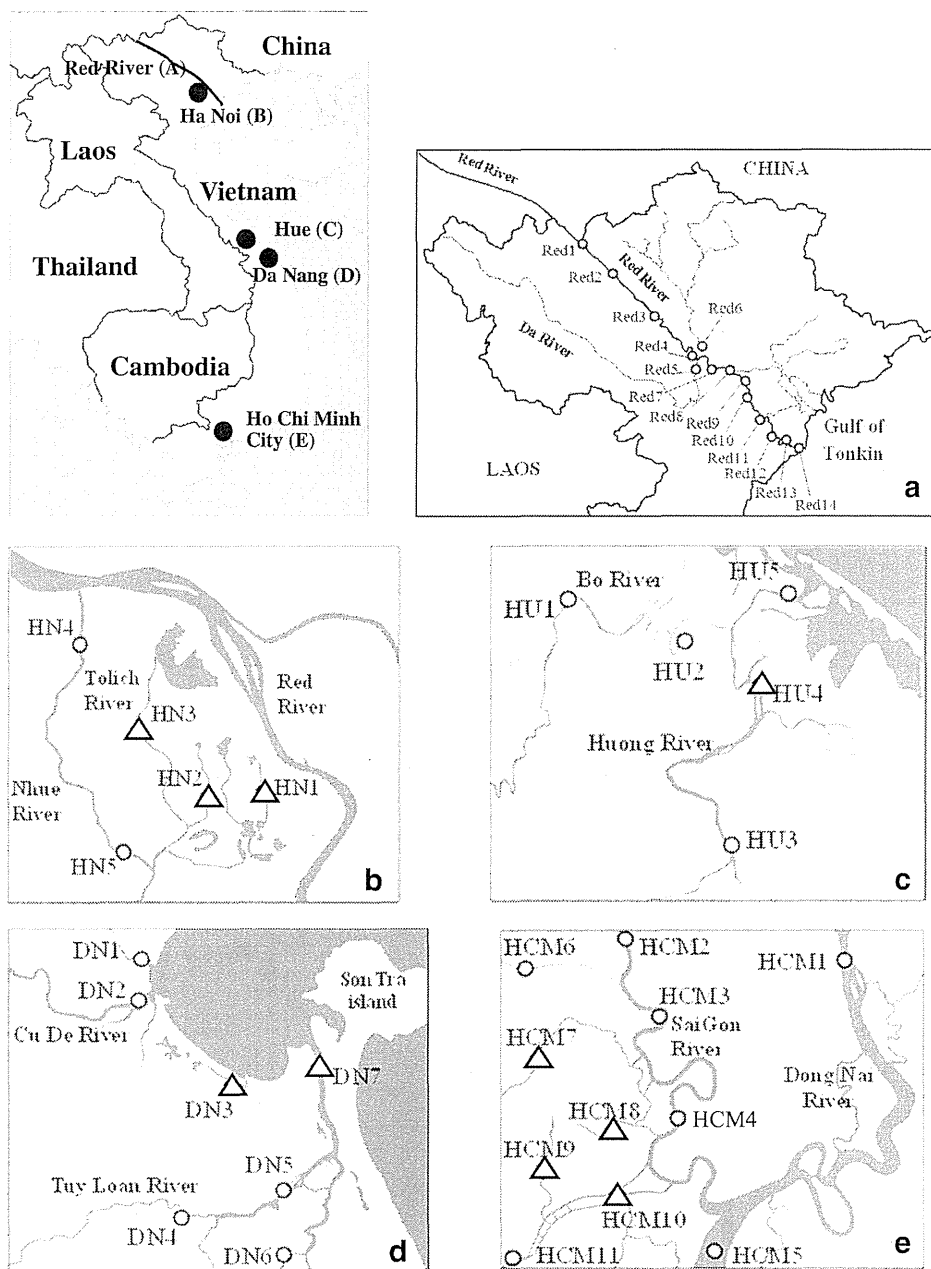 China
Red River (A)
Ha Noi (B)
Laos
Vietnam
Hue (C)
Da Nang (D)
Thailand
Cambodia
Ho Chi Minh
City (E)
Red River
CHINA
Red1
Red2
Red River
Red3
Red6
Da River
Red4
Red5
Red7
Red8
Red9
Red10
Red11
Red12
Red13
Red14
Gulf of
Tonkin
LAOS
a
HN4
Tolich
River
HN3
Red
River
HN2
HN1
Nhue
River
HN5
b
Bo River
HU5
HU1
HU2
HU4
Huong River
HU3
c
DN1
DN2
Son Tra
island
Cu De River
DN7
DN3
DN5
Tuy Loan River
DN4
DN6
d
HCM6
HCM2
HCM1
HCM3
SaiGon
River
HCM7
Dong Nai
River
HCM8
HCM4
HCM9
HCM10
HCM11
HCM5
e